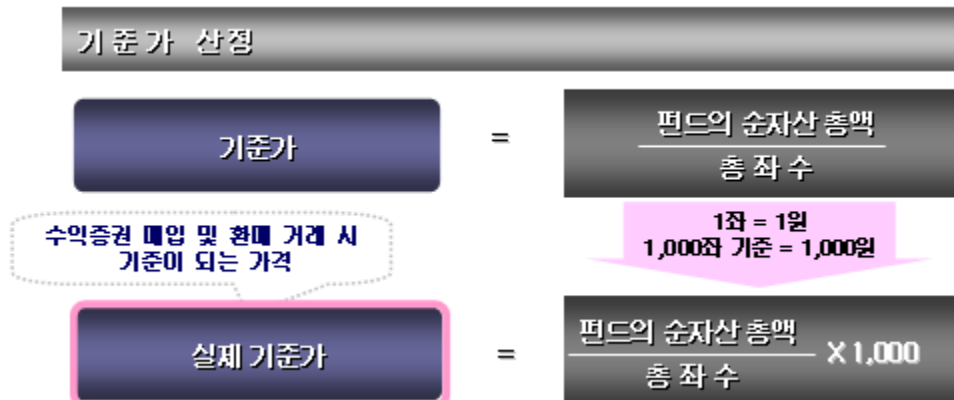 기준가 산정
기준가
=
펀드의 순자산 총액
총 좌 수
수익증권 매입 및 환매 거래 시
기준이 되는 가격
1좌 = 1원
1,000좌 기준 = 1,000원
실제 기준가
=
펀드의 순자산 총액
총 좌 수
X 1,000